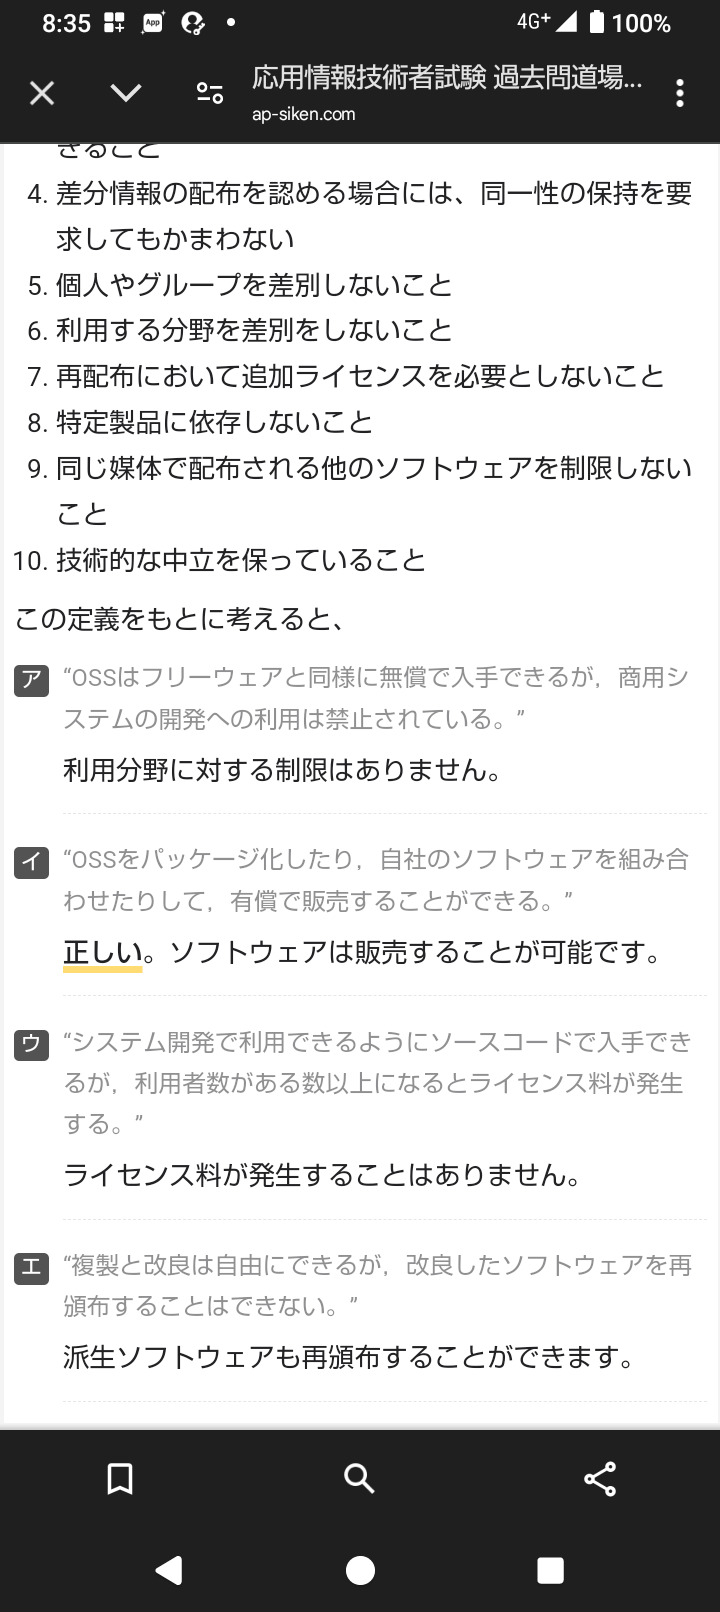 8:35
App
4G+
100%
応用情報技術者試験 過去問道場...
ap-siken.com
きること
4. 差分情報の配布を認める場合には、同一性の保持を要
求してもかまわない
5. 個人やグループを差別しないこと
6. 利用する分野を差別をしないこと
7. 再配布において追加ライセンスを必要としないこと
8. 特定製品に依存しないこと
9. 同じ媒体で配布される他のソフトウェアを制限しない
こと
10. 技術的な中立を保っていること
この定義をもとに考えると、
ア “OSSはフリーウェアと同様に無償で入手できるが，商用シ
ステムの開発への利用は禁止されている。”
利用分野に対する制限はありません。
イ “OSSをパッケージ化したり，自社のソフトウェアを組み合
わせたりして，有償で販売することができる。”
正しい。ソフトウェアは販売することが可能です。
ウ “システム開発で利用できるようにソースコードで入手でき
るが，利用者数がある数以上になるとライセンス料が発生
する。”
ライセンス料が発生することはありません。
エ “複製と改良は自由にできるが，改良したソフトウェアを再
頒布することはできない。”
派生ソフトウェアも再頒布することができます。